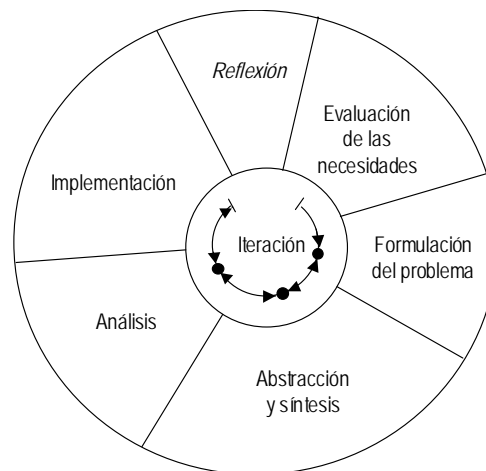 Reflexión
Evaluación
de las
necesidades
Formulación
del problema
Abstracción
y síntesis
Análisis
Implementación
Iteración